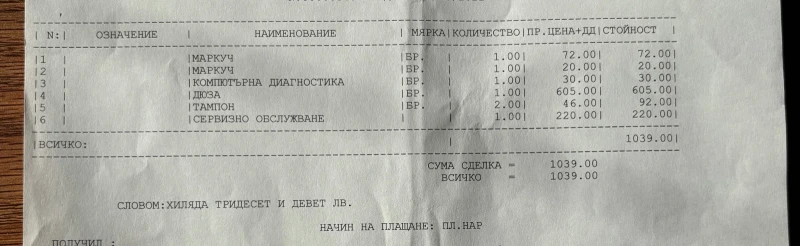 | N:| ОЗНАЧЕНИЕ | НАИМЕНОВАНИЕ | МЯРКА|КОЛИЧЕСТВО|ПР.ЦЕНА+ДД|СТОЙНОСТ |
|1 | |МАРКУЧ |БР. | 1.00| 72.00| 72.00|
|2 | |МАРКУЧ |БР. | 1.00| 20.00| 20.00|
|3 | |КОМПЮТЪРНА ДИАГНОСТИКА |БР. | 1.00| 30.00| 30.00|
|4 | |ДЮЗА |БР. | 1.00| 605.00| 605.00|
|5 | |ТАМПОН |БР. | 2.00| 46.00| 92.00|
|6 | |СЕРВИЗНО ОБСЛУЖВАНЕ | | 1.00| 220.00| 220.00|
|ВСИЧКО: | 1039.00|
СУМА СДЕЛКА = 1039.00
ВСИЧКО = 1039.00
СЛОВОМ:ХИЛЯДА ТРИДЕСЕТ И ДЕВЕТ ЛВ.
НАЧИН НА ПЛАЩАНЕ: ПЛ.НАР
ПОЛУЧИЛ :